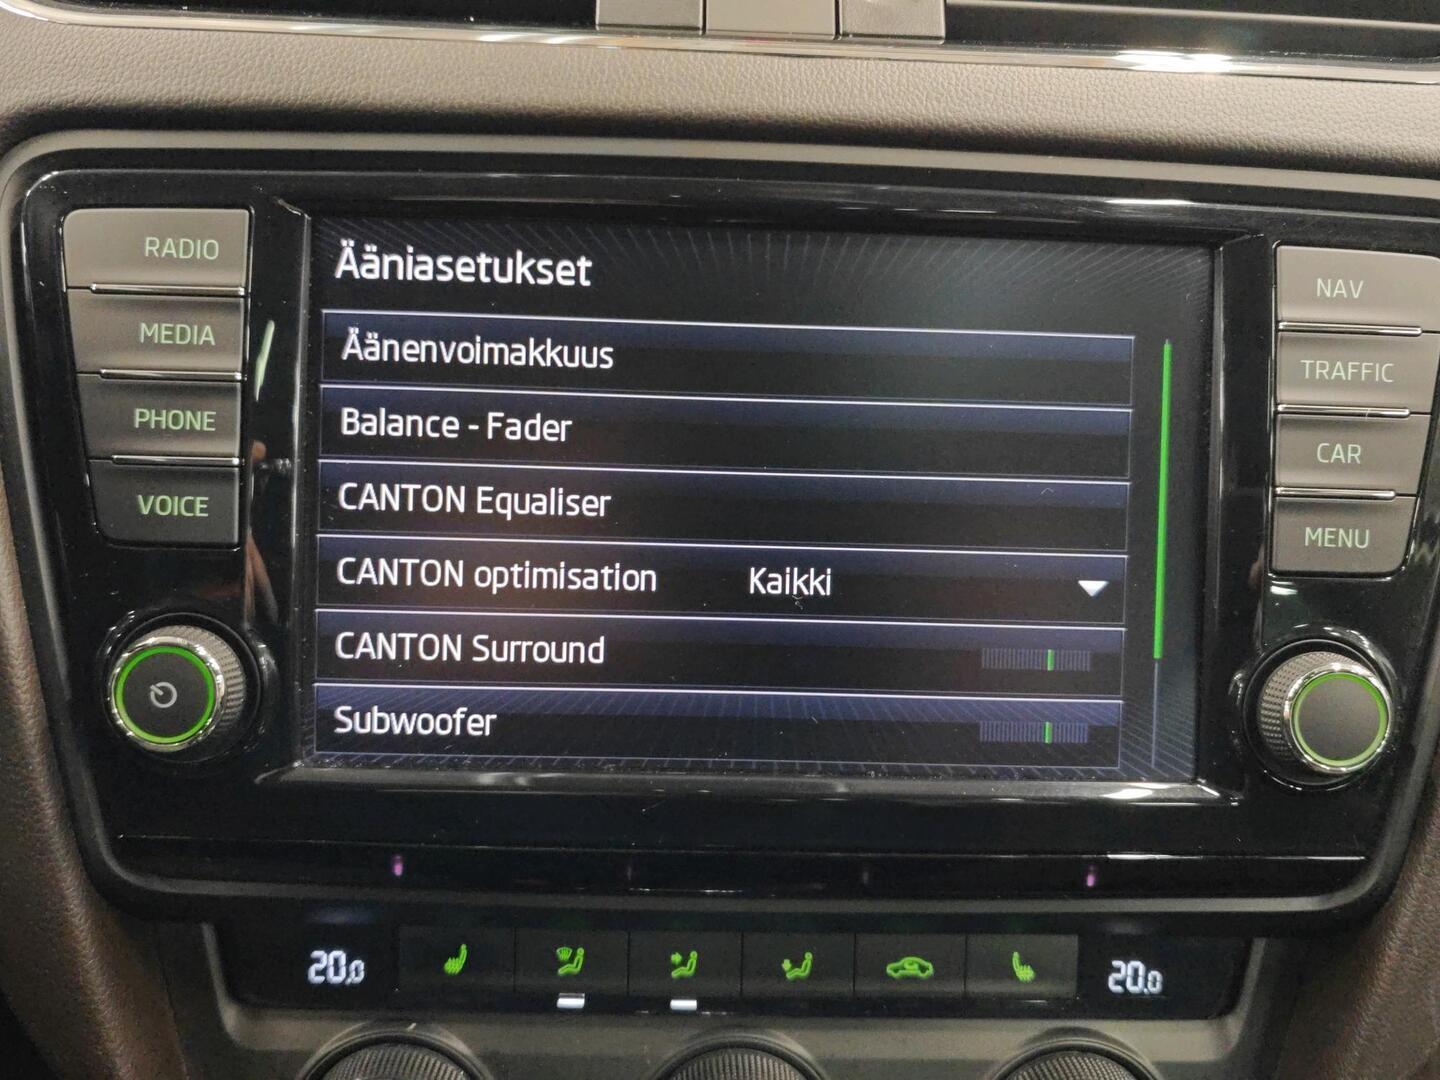 RADIO
MEDIA
PHONE
VOICE
Ääniasetukset
Äänenvoimakkuus
Balance - Fader
CANTON Equaliser
CANTON optimisation Kaikki
CANTON Surround
Subwoofer
NAV
TRAFFIC
CAR
MENU
20,0
20.0